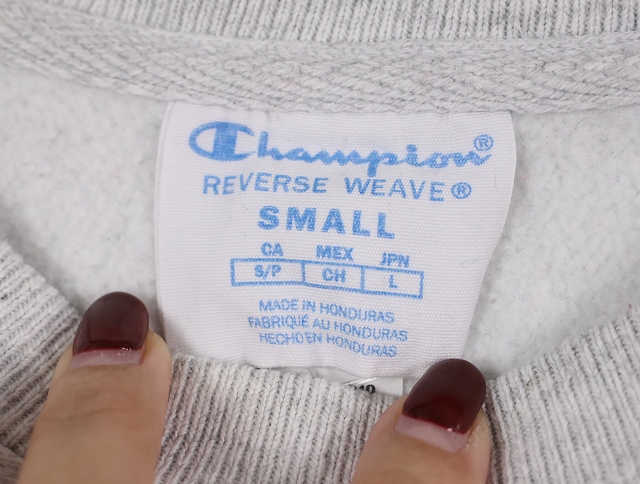 Champion®
REVERSE WEAVE®
SMALL
CA MEX JPN
S/P CH L
MADE IN HONDURAS
FABRIQUÉ AU HONDURAS
HECHO EN HONDURAS